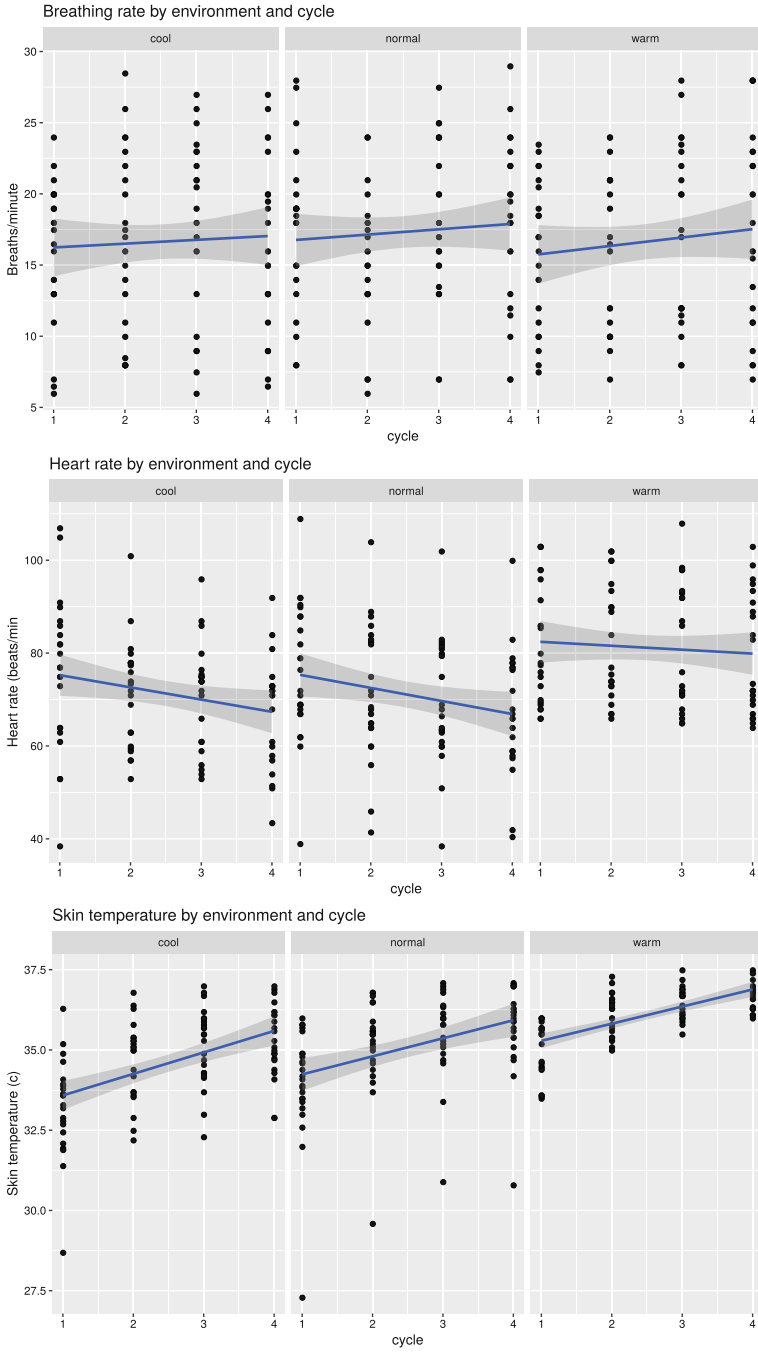 Breathing rate by environment and cycle
cool normal warm
30
25
20
15
10
5
Breaths/minute
1 2 3 4 1 2 3 4 1 2 3 4
cycle
Heart rate by environment and cycle
cool normal warm
100
80
60
40
Heart rate (beats/min
1 2 3 4 1 2 3 4 1 2 3 4
cycle
Skin temperature by environment and cycle
cool normal warm
37.5
35.0
32.5
30.0
27.5
Skin temperature (c)
1 2 3 4 1 2 3 4 1 2 3 4
cycle